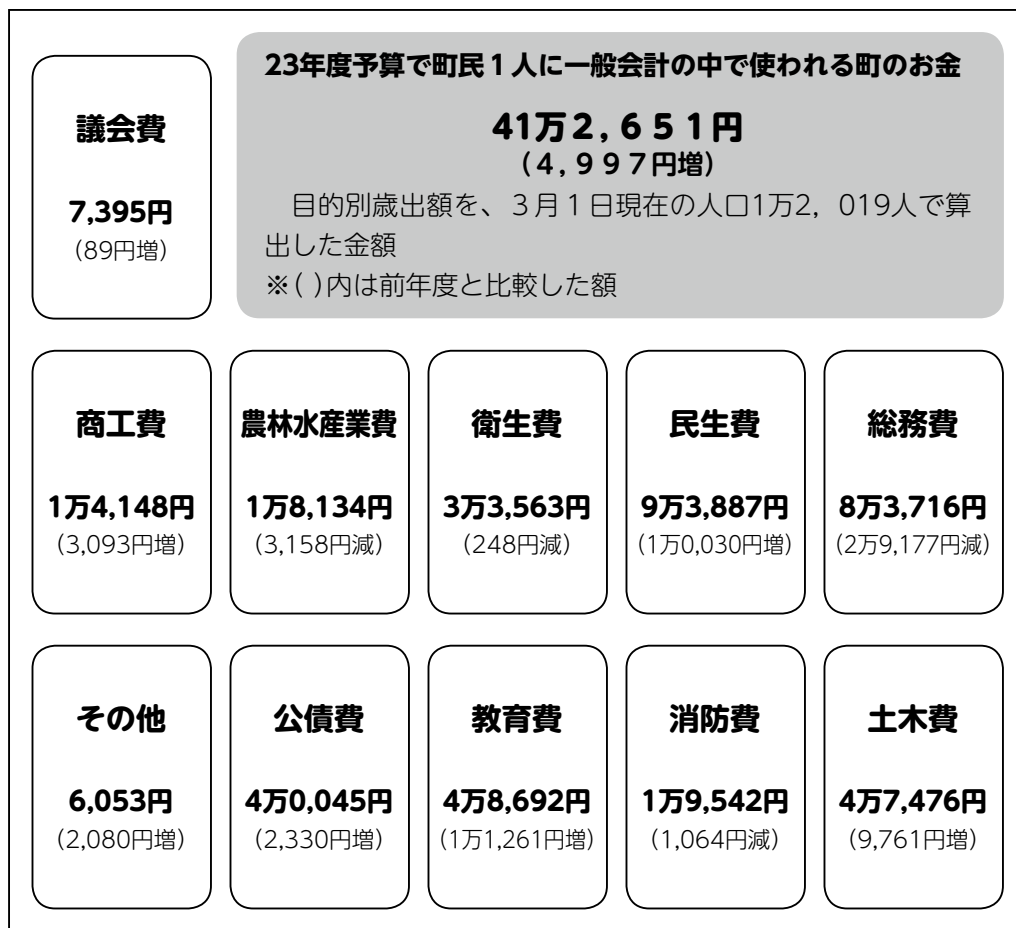 23年度予算で町民１人に一般会計の中で使われる町のお金
41万２,６５１円
(４,９９７円増)
　目的別歳出額を、３月１日現在の人口1万2，019人で算
出した金額
※( )内は前年度と比較した額
議会費
7,395円
(89円増)
商工費
1万4,148円
(3,093円増)
農林水産業費
1万8,134円
(3,158円減)
衛生費
3万3,563円
(248円減)
民生費
9万3,887円
(1万0,030円増)
総務費
8万3,716円
(2万9,177円減)
その他
6,053円
(2,080円増)
公債費
4万0,045円
(2,330円増)
教育費
4万8,692円
(1万1,261円増)
消防費
1万9,542円
(1,064円減)
土木費
4万7,476円
(9,761円増)